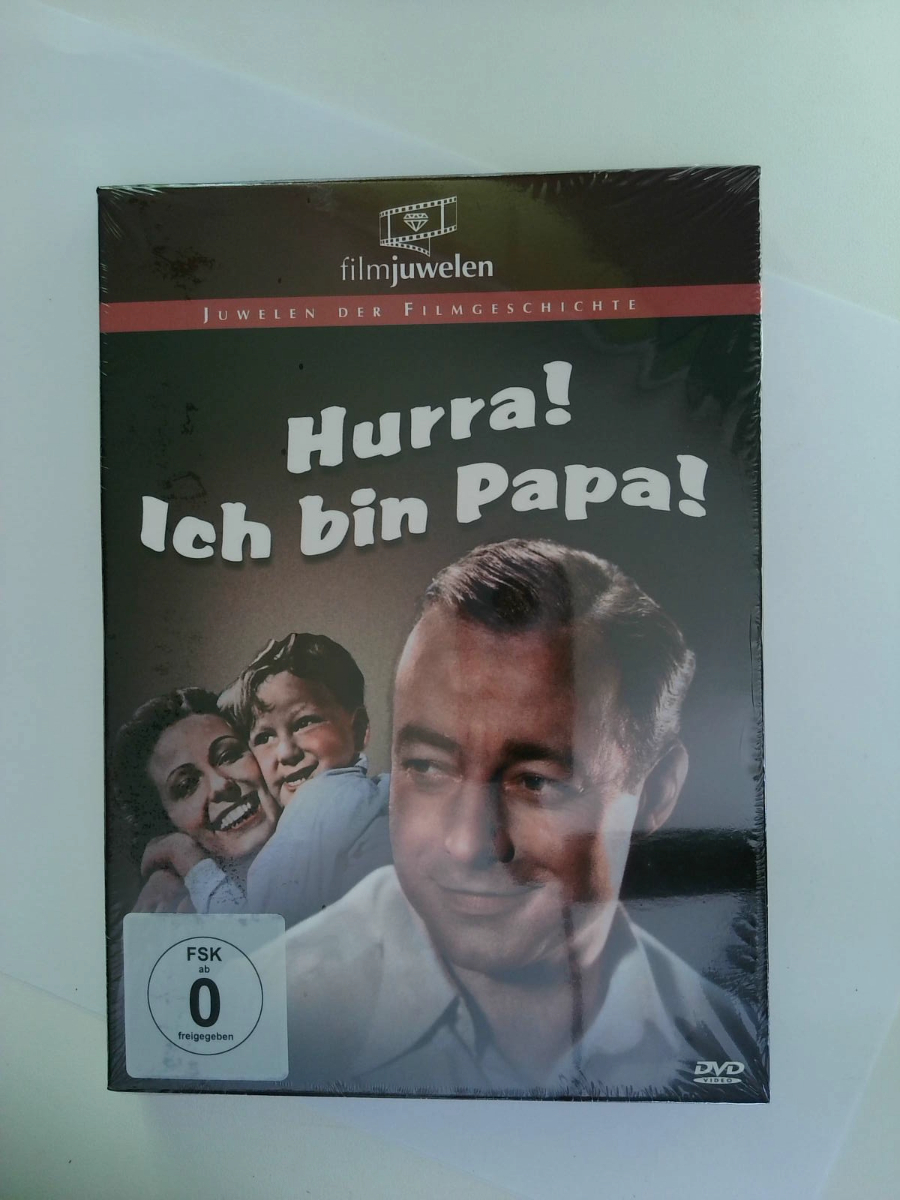 filmjuwelen
Juwelen der Filmgeschichte
Hurra!
Ich bin Papa!
FSK
ab
0
freigegeben
DVD
VIDEO